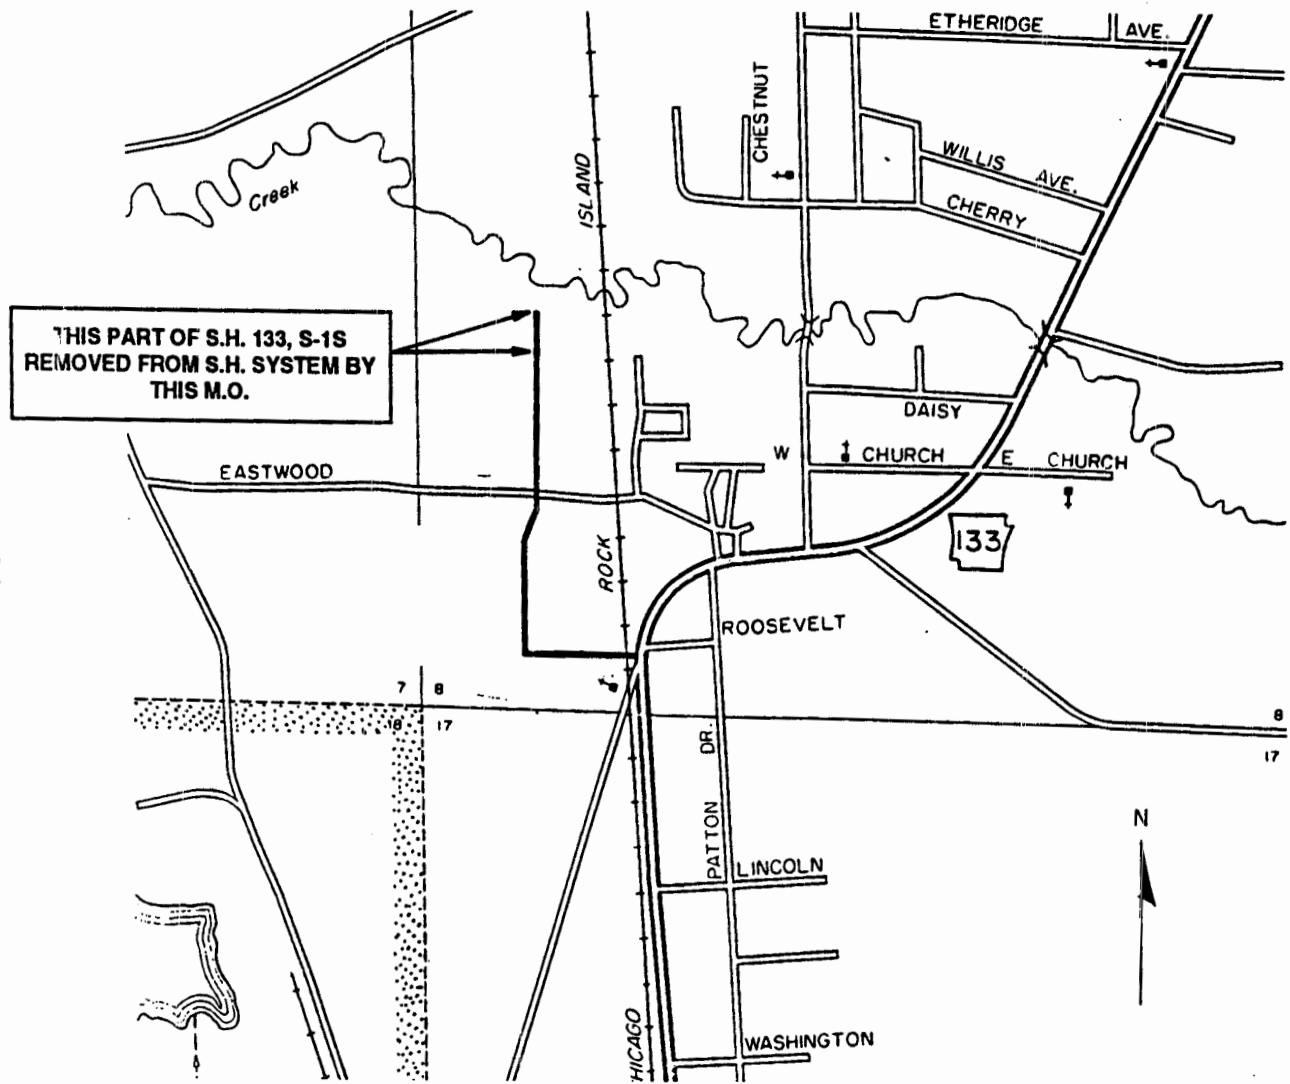 ETHERIDGE AVE.
CHESTNUT
WILLIS AVE.
CHERRY
Creek
ISLAND
THIS PART OF S.H. 133, S-1S
REMOVED FROM S.H. SYSTEM BY
THIS M.O.
DAISY
W CHURCH E CHURCH
EASTWOOD
133
ROCK
ROOSEVELT
7 8
18 17
8
17
PATTON DR.
N
LINCOLN
CHICAGO
WASHINGTON